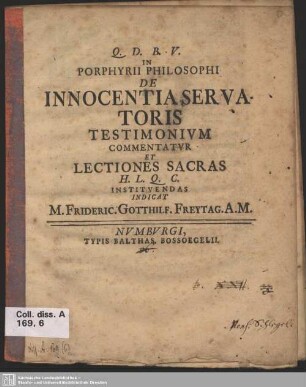 Q. D. B. V.
IN
PORPHYRII PHILOSOPHI
DE
INNOCENTIA SERVA-
TORIS
TESTIMONIVM
COMMENTATVR
ET
LECTIONES SACRAS
H. L. Q. C.
INSTITVENDAS
INDICAT
M. FRIDERIC. GOTTHILF. FREYTAG. A.M.
NVMBVRGI,
TYPIS BALTHAS. BOSSOEGELII.
Coll. diss. A
169, 6